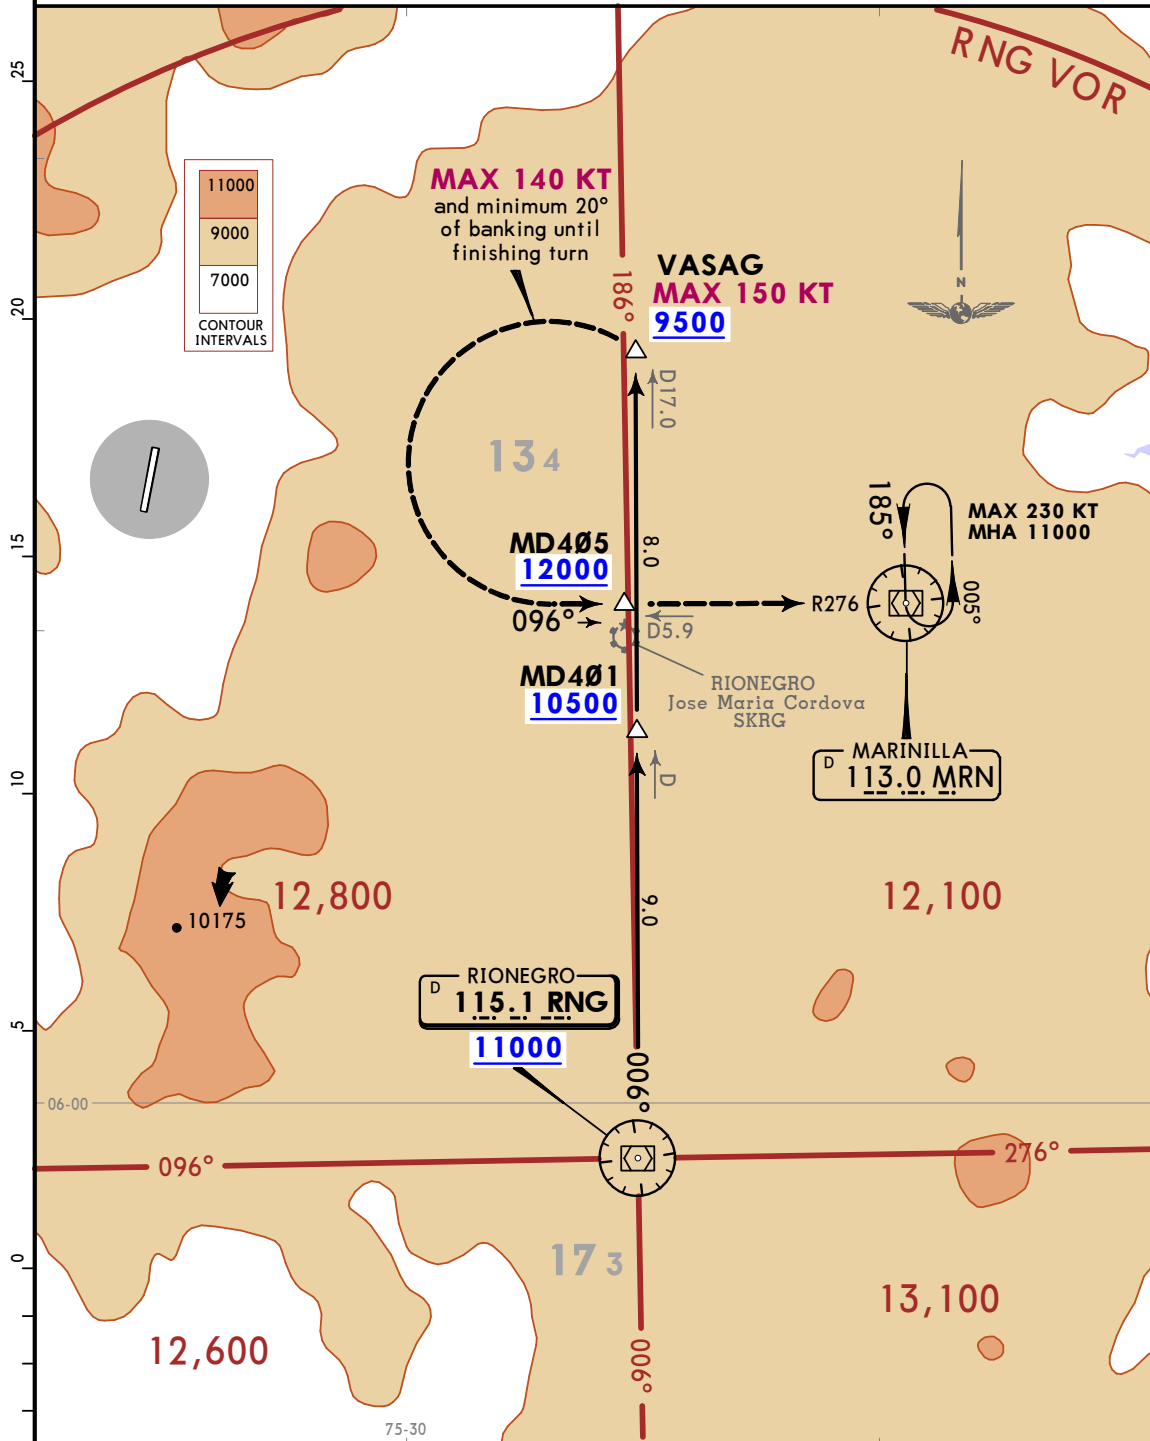 25
RNG VOR
11000
9000
7000
CONTOUR
INTERVALS
MAX 140 KT
and minimum 20°
of banking until
finishing turn
186°
VASAG
MAX 150 KT
9500
N
20
D17.0
13 4
185°
MAX 230 KT
MHA 11000
15
MD4Ø5
12000
8.0
R276
005°
096°
D5.9
RIONEGRO
Jose Maria Cordova
SKRG
MD4Ø1
10500
D
MARINILLA
D 113.0 MRN
10
12,800
12,100
9.0
10175
RIONEGRO
D 115.1 RNG
11000
5
006°
06-00
096°
276°
17 3
0
13,100
12,600
006°
75-30